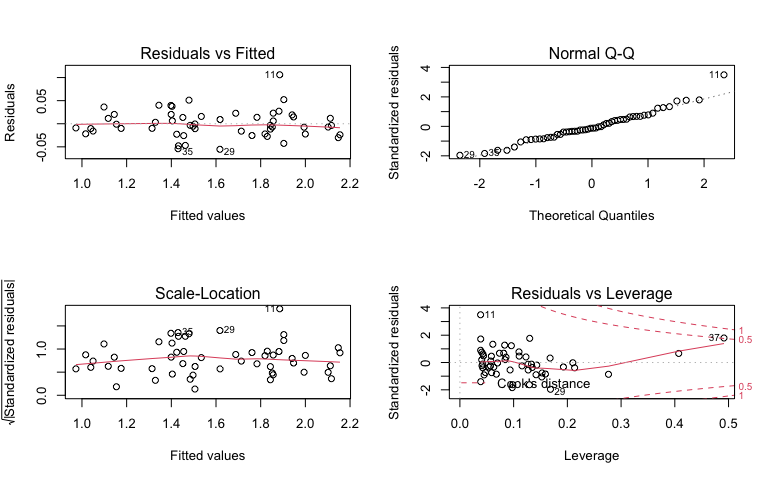 Residuals vs Fitted
Residuals
0.05
-0.05
11
35
29
1.0 1.2 1.4 1.6 1.8 2.0 2.2
Fitted values
Normal Q-Q
Standardized residuals
4
2
0
-2
11
29
35
-2 -1 0 1 2
Theoretical Quantiles
Scale-Location
√|Standardized residuals|
1.0
0.0
11
35
29
1.0 1.2 1.4 1.6 1.8 2.0 2.2
Fitted values
Residuals vs Leverage
Standardized residuals
4
2
0
-2
11
37
29
Cook's distance
1
0.5
0.5
1
0.0 0.1 0.2 0.3 0.4 0.5
Leverage